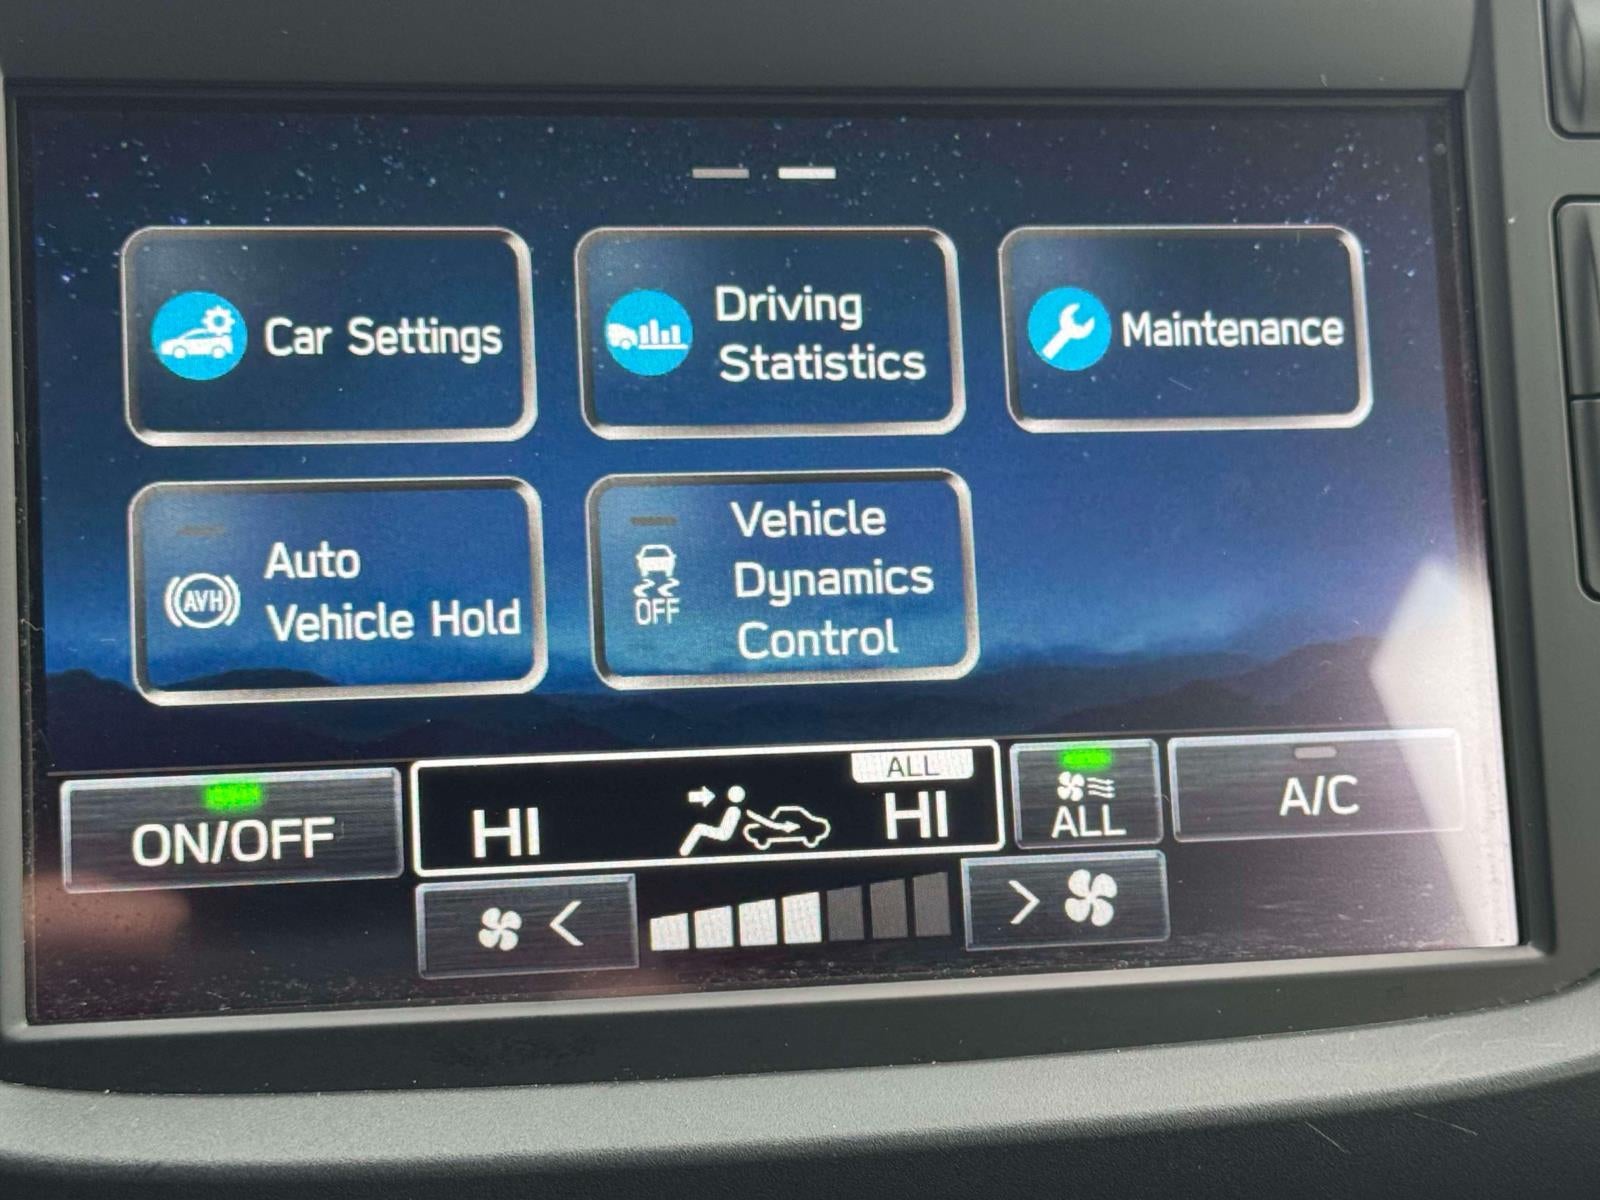 Car Settings
Driving
Statistics
Maintenance
AVH
Auto
Vehicle Hold
OFF
Vehicle
Dynamics
Control
ON/OFF
HI
ALL
HI
ALL
A/C
<
>